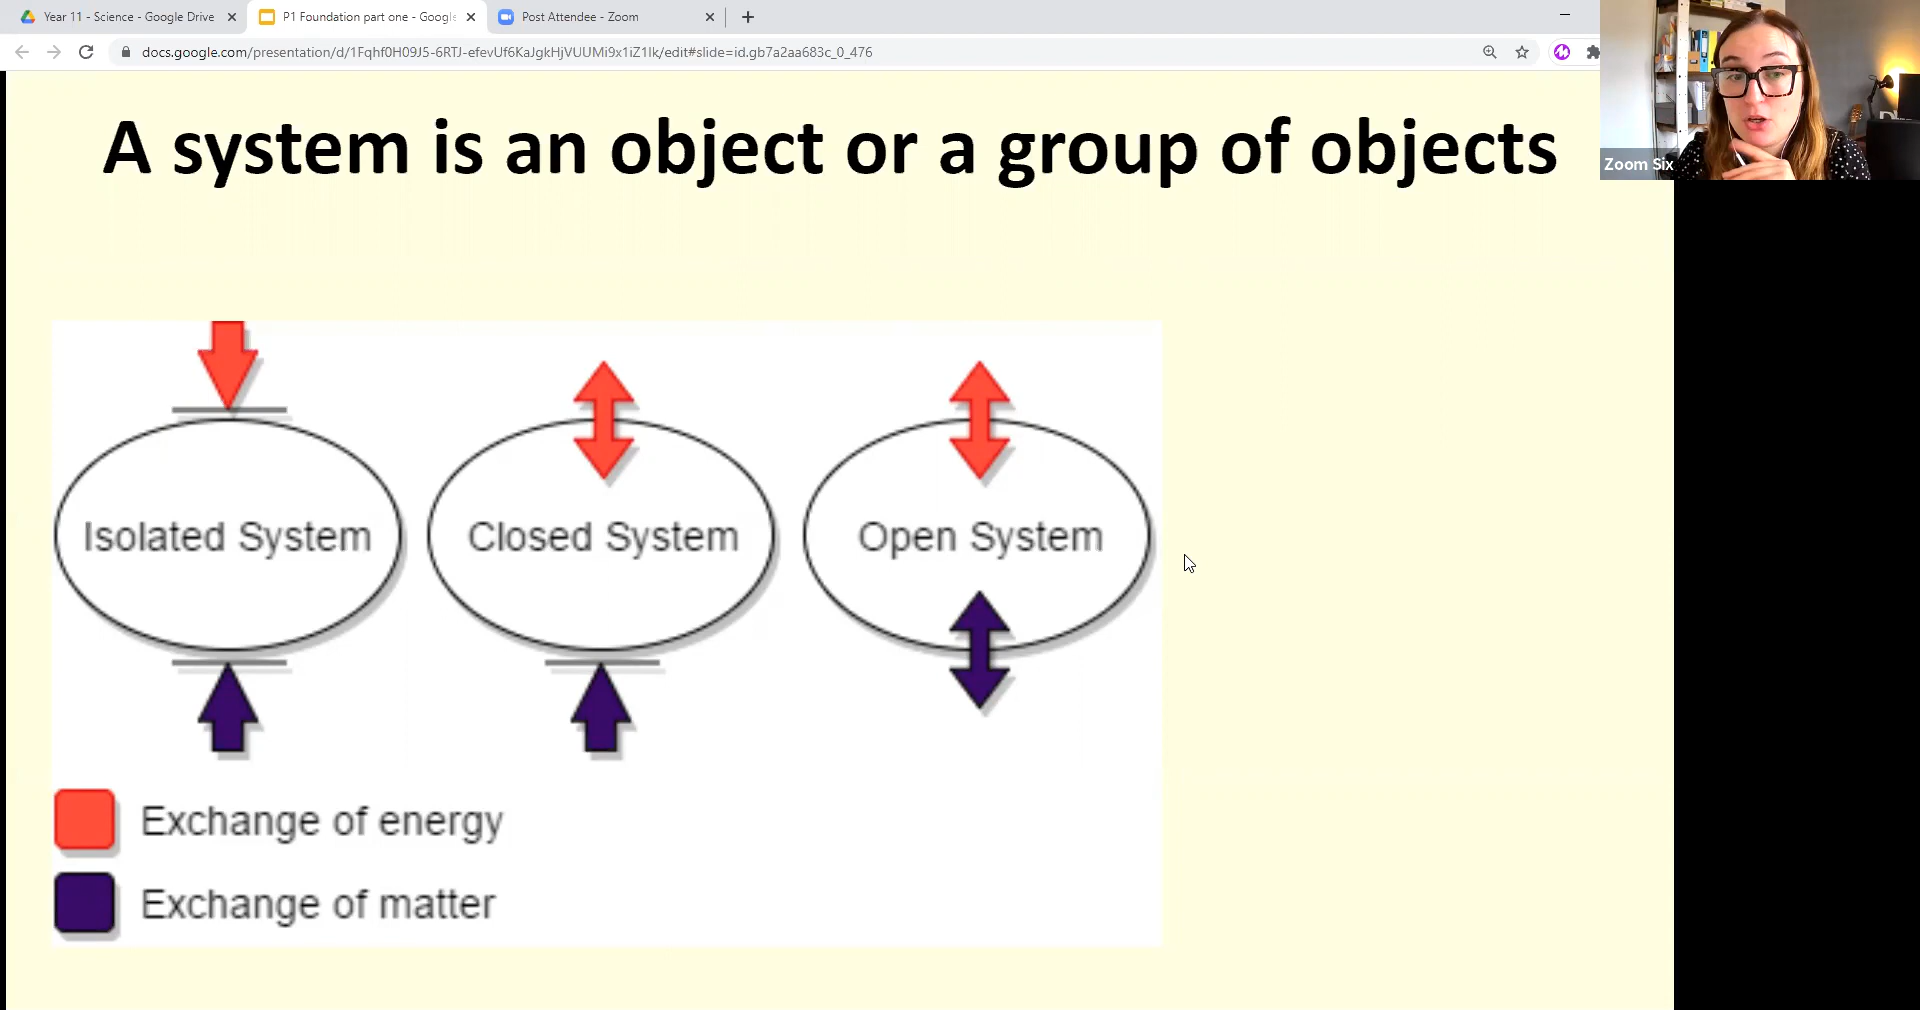 Year 11 - Science - Google Drive
P1 Foundation part one - Google
Post Attendee - Zoom
docs.google.com/presentation/d/1Fqhf0H09J5-6RTJ-efevUf6KaJgkHjVUUMi9x1iZ1lk/edit#slide=id.gb7a2aa683c_0_476
A system is an object or a group of objects
Zoom Six
Isolated System
Closed System
Open System
Exchange of energy
Exchange of matter